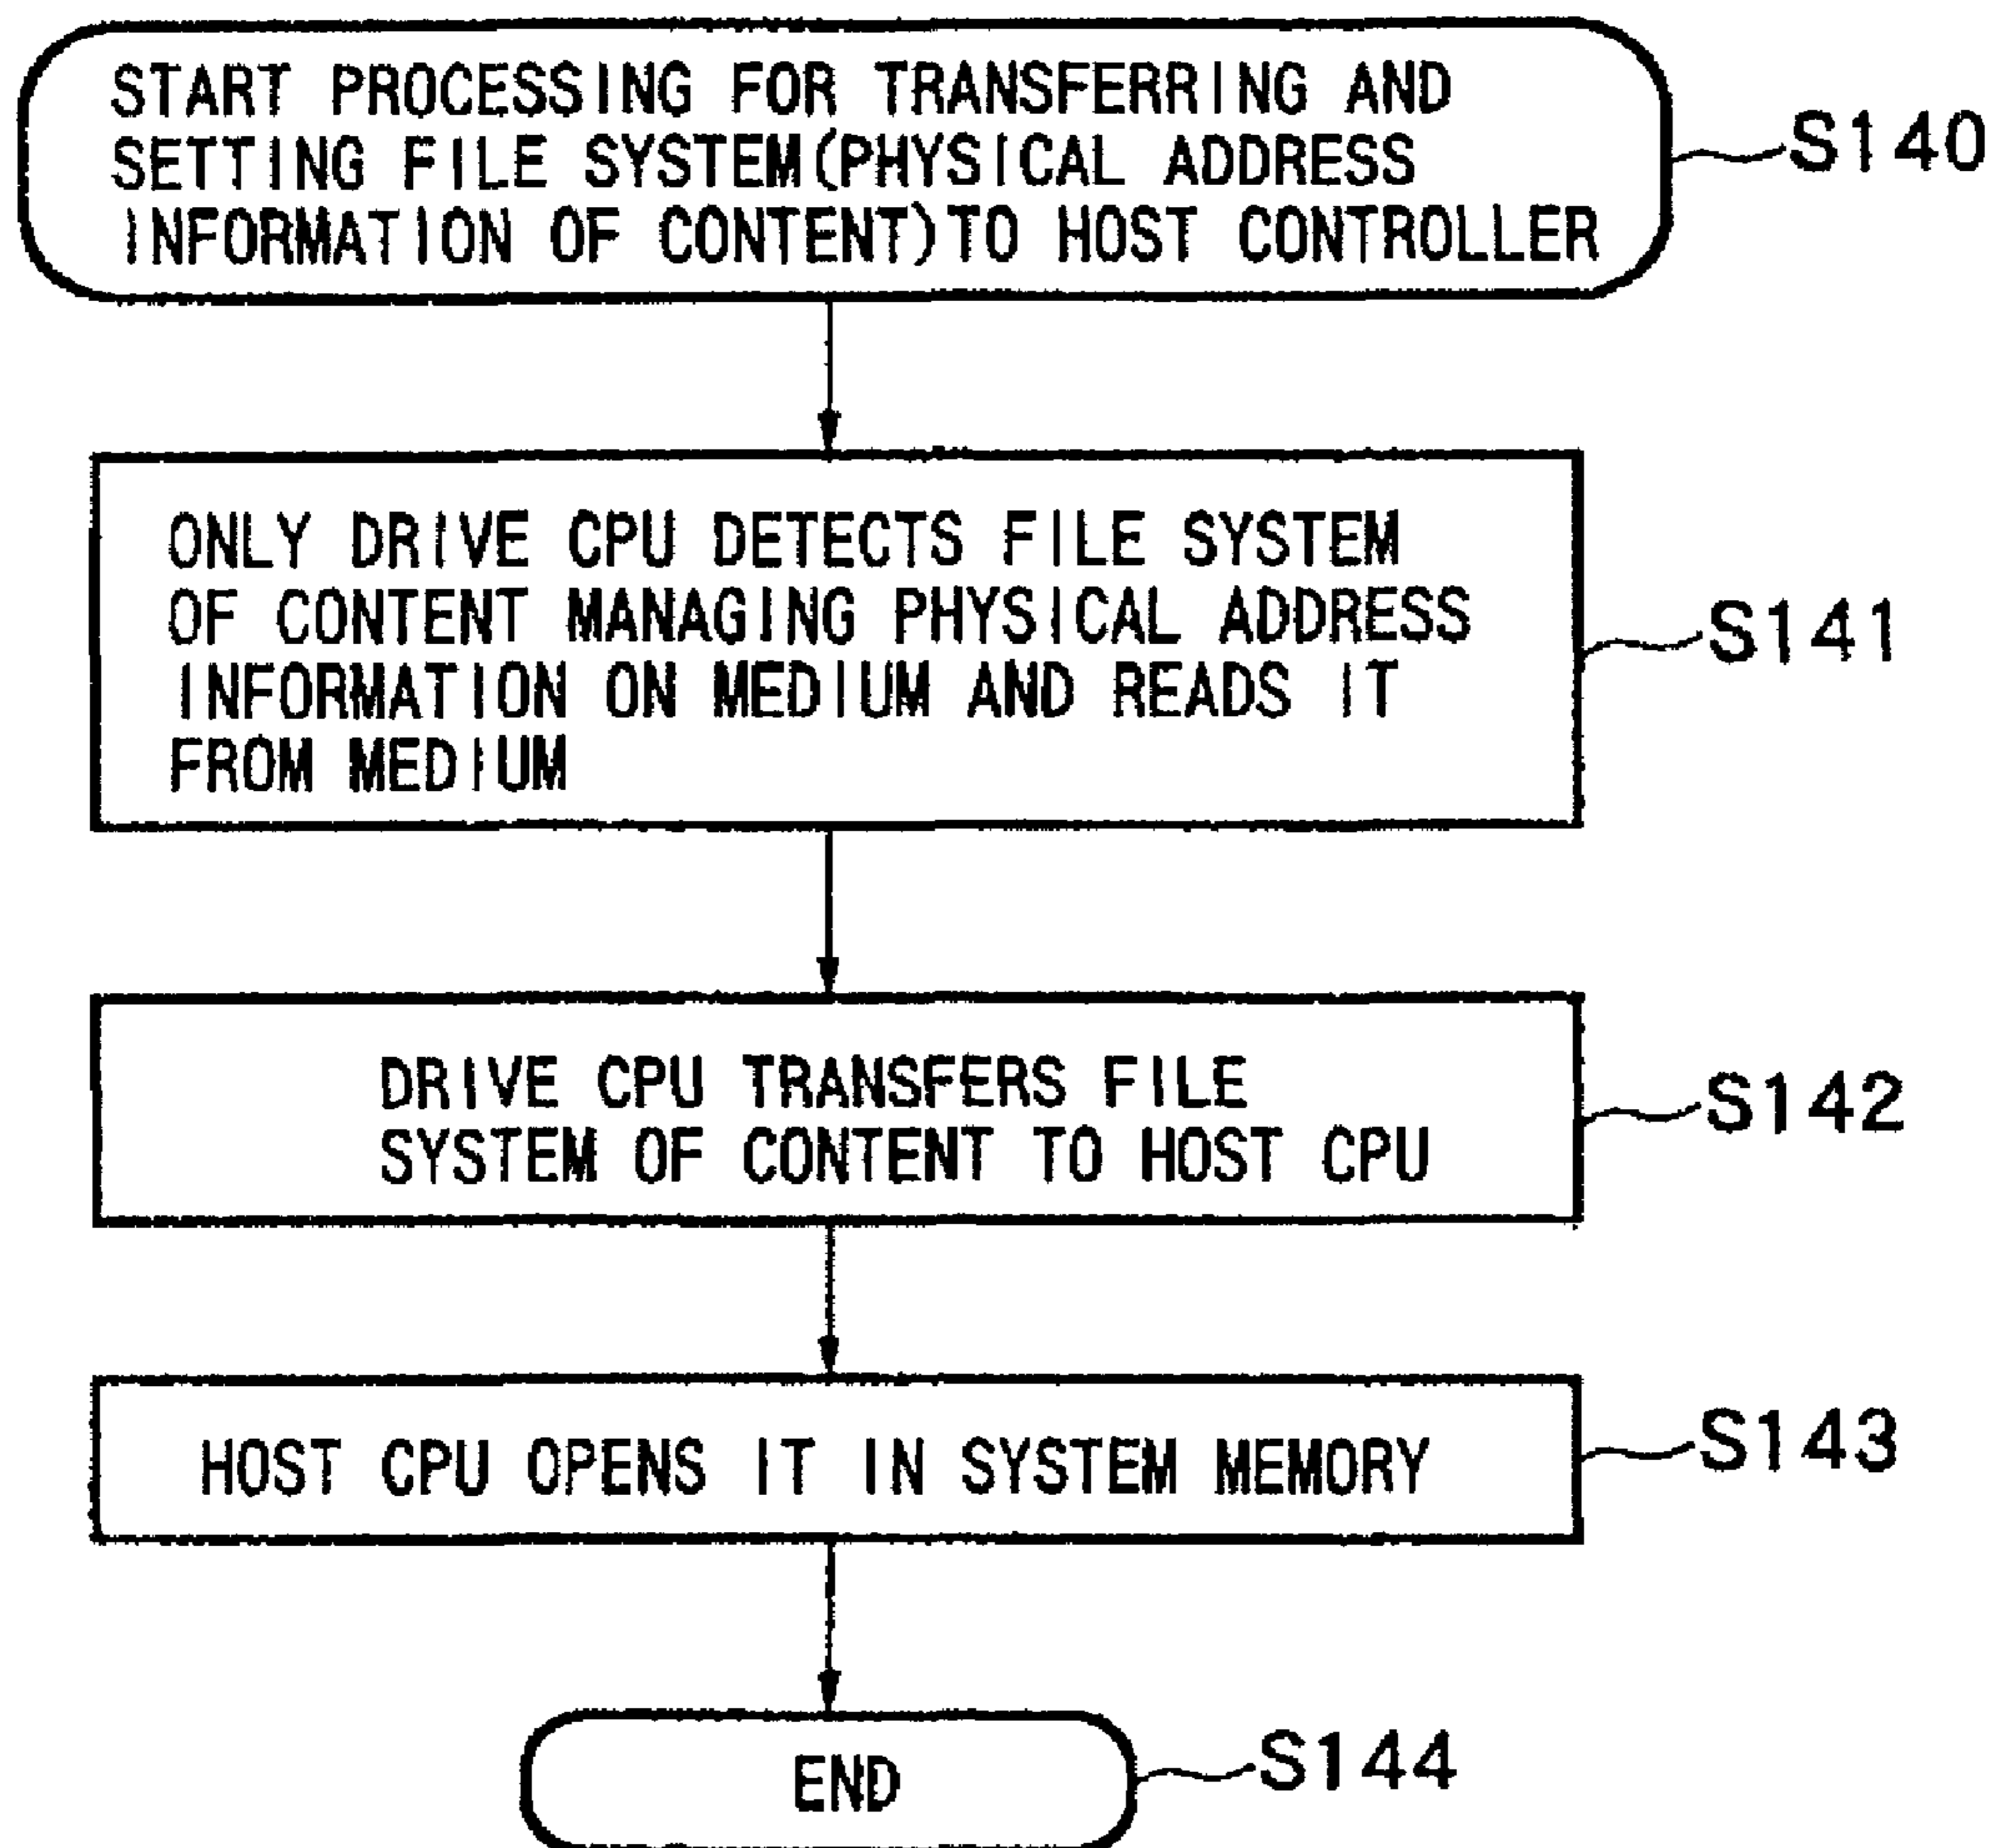 START PROCESSING FOR TRANSFERRING AND
SETTING FILE SYSTEM(PHYSICAL ADDRESS
INFORMATION OF CONTENT)TO HOST CONTROLLER
S140
ONLY DRIVE CPU DETECTS FILE SYSTEM
OF CONTENT MANAGING PHYSICAL ADDRESS
INFORMATION ON MEDIUM AND READS IT
FROM MEDIUM
S141
DRIVE CPU TRANSFERS FILE
SYSTEM OF CONTENT TO HOST CPU
S142
HOST CPU OPENS IT IN SYSTEM MEMORY
S143
END
S144